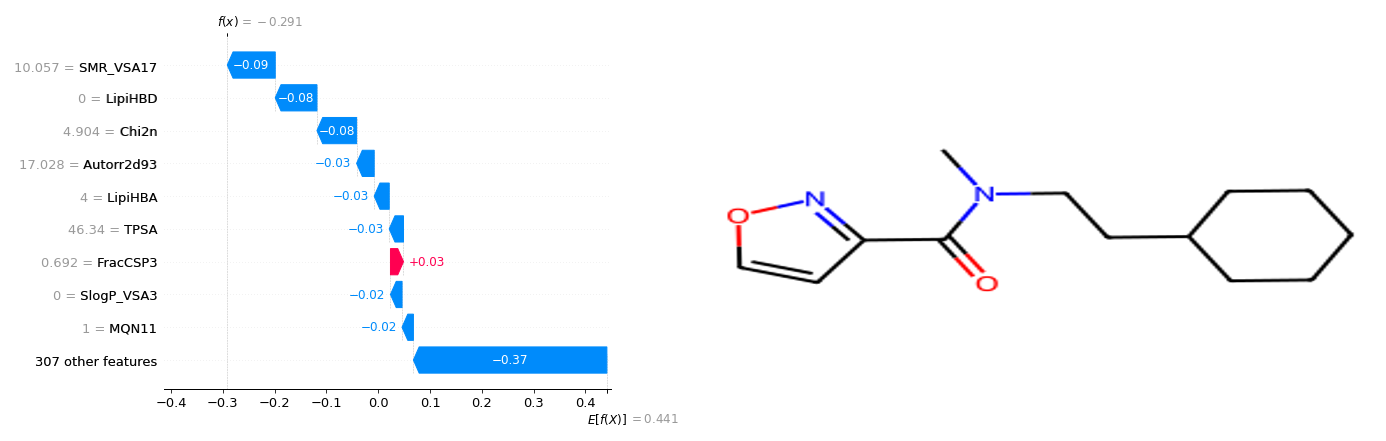 f(x) = −0.291
10.057 = SMR_VSA17
−0.09
0 = LipiHBD
−0.08
4.904 = Chi2n
−0.08
17.028 = Autorr2d93
−0.03
4 = LipiHBA
−0.03
46.34 = TPSA
−0.03
0.692 = FracCSP3
+0.03
0 = SlogP_VSA3
−0.02
1 = MQN11
−0.02
307 other features
−0.37
−0.4 −0.3 −0.2 −0.1 0.0 0.1 0.2 0.3 0.4
E[f(X)] = 0.441
N
N
O
O